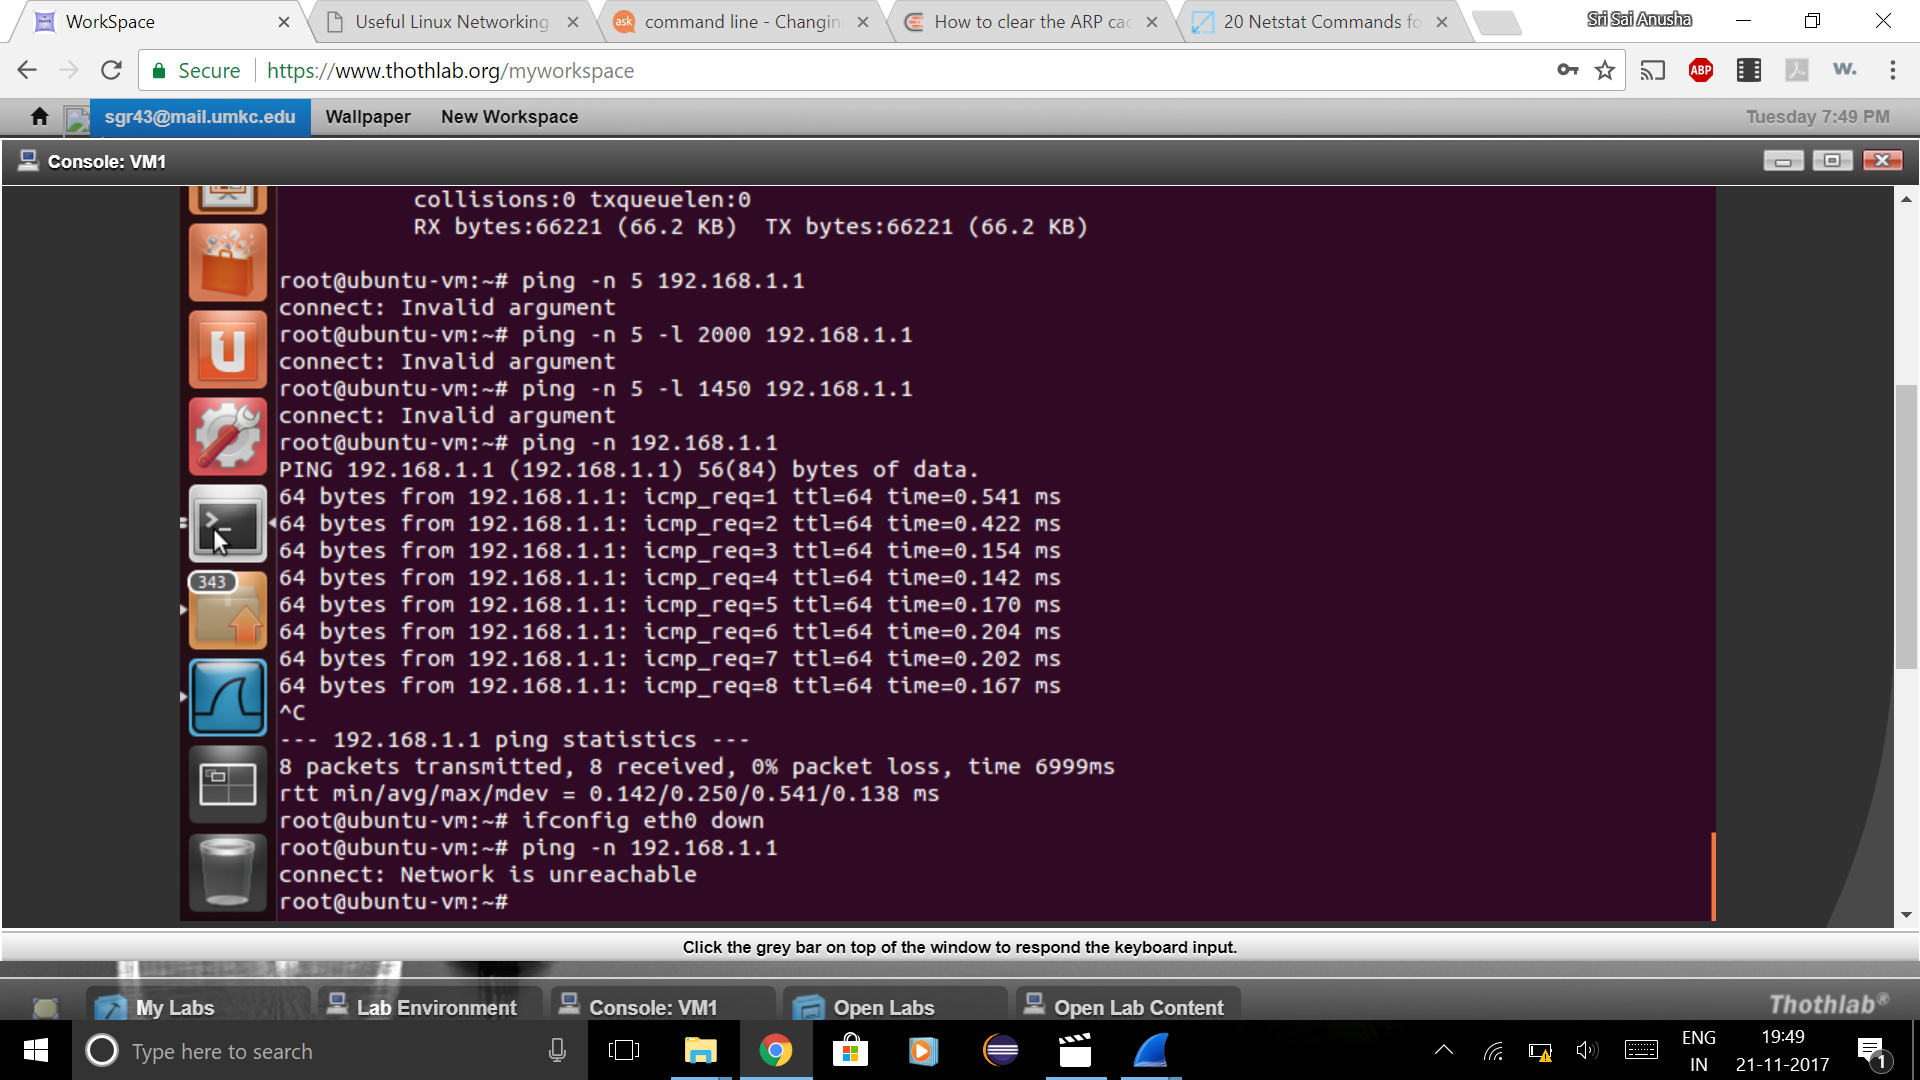 WorkSpace
Useful Linux Networking
ask command line - Changin
How to clear the ARP cac
20 Netstat Commands fo
Sri Sai Anusha
Secure https://www.thothlab.org/myworkspace
ABP
W.
sgr43@mail.umkc.edu Wallpaper New Workspace Tuesday 7:49 PM
Console: VM1
collisions:0 txqueuelen:0
RX bytes:66221 (66.2 KB) TX bytes:66221 (66.2 KB)
root@ubuntu-vm:~# ping -n 5 192.168.1.1
connect: Invalid argument
root@ubuntu-vm:~# ping -n 5 -l 2000 192.168.1.1
connect: Invalid argument
root@ubuntu-vm:~# ping -n 5 -l 1450 192.168.1.1
connect: Invalid argument
root@ubuntu-vm:~# ping -n 192.168.1.1
PING 192.168.1.1 (192.168.1.1) 56(84) bytes of data.
64 bytes from 192.168.1.1: icmp_req=1 ttl=64 time=0.541 ms
64 bytes from 192.168.1.1: icmp_req=2 ttl=64 time=0.422 ms
64 bytes from 192.168.1.1: icmp_req=3 ttl=64 time=0.154 ms
64 bytes from 192.168.1.1: icmp_req=4 ttl=64 time=0.142 ms
64 bytes from 192.168.1.1: icmp_req=5 ttl=64 time=0.170 ms
64 bytes from 192.168.1.1: icmp_req=6 ttl=64 time=0.204 ms
64 bytes from 192.168.1.1: icmp_req=7 ttl=64 time=0.202 ms
64 bytes from 192.168.1.1: icmp_req=8 ttl=64 time=0.167 ms
^C
--- 192.168.1.1 ping statistics ---
8 packets transmitted, 8 received, 0% packet loss, time 6999ms
rtt min/avg/max/mdev = 0.142/0.250/0.541/0.138 ms
root@ubuntu-vm:~# ifconfig eth0 down
root@ubuntu-vm:~# ping -n 192.168.1.1
connect: Network is unreachable
root@ubuntu-vm:~#
343
Click the grey bar on top of the window to respond the keyboard input.
My Labs
Lab Environment
Console: VM1
Open Labs
Open Lab Content
Thothlab®
Type here to search
ENG
IN
19:49
21-11-2017
1